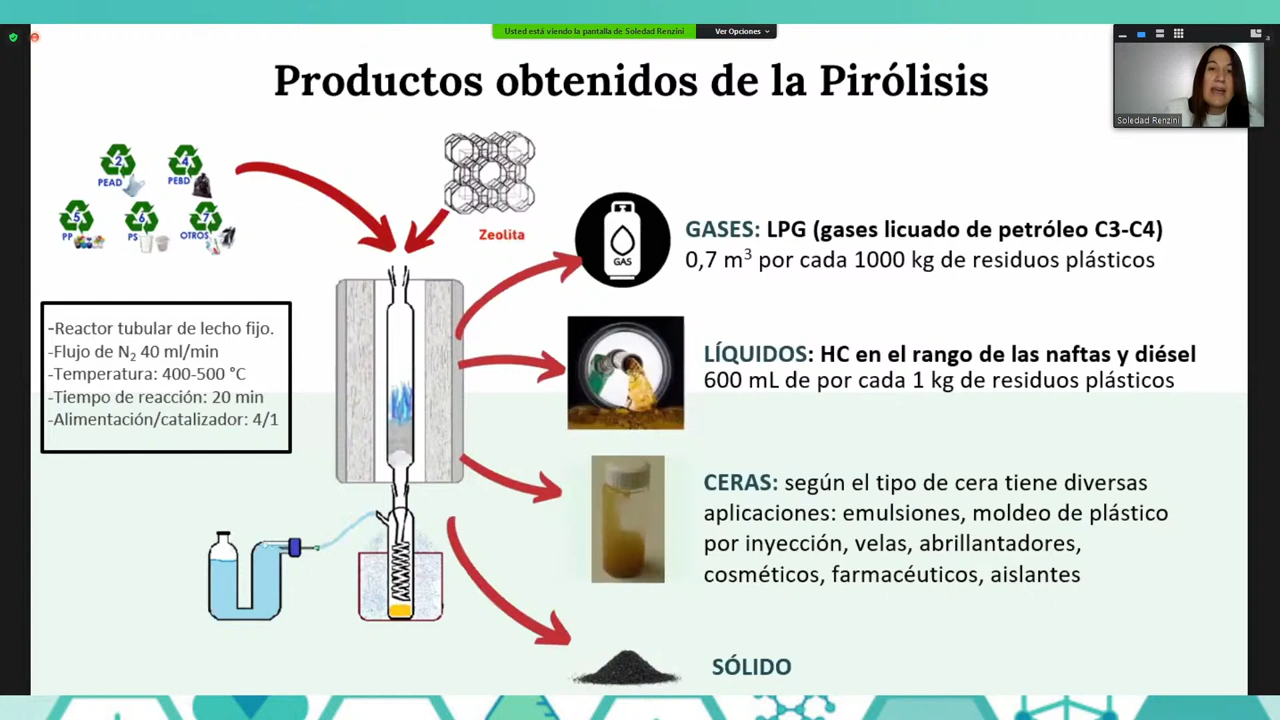 Usted está viendo la pantalla de Soledad Renzini
Ver Opciones
Productos obtenidos de la Pirólisis
Soledad Renzini
2
PEAD
4
PEBD
5
PP
6
PS
7
OTROS
Zeolita
GAS
GASES: LPG (gases licuado de petróleo C3-C4)
0,7 m³ por cada 1000 kg de residuos plásticos
-Reactor tubular de lecho fijo.
-Flujo de N₂ 40 ml/min
-Temperatura: 400-500 °C
-Tiempo de reacción: 20 min
-Alimentación/catalizador: 4/1
LÍQUIDOS: HC en el rango de las naftas y diésel
600 mL de por cada 1 kg de residuos plásticos
CERAS: según el tipo de cera tiene diversas
aplicaciones: emulsiones, moldeo de plástico
por inyección, velas, abrillantadores,
cosméticos, farmacéuticos, aislantes
SÓLIDO